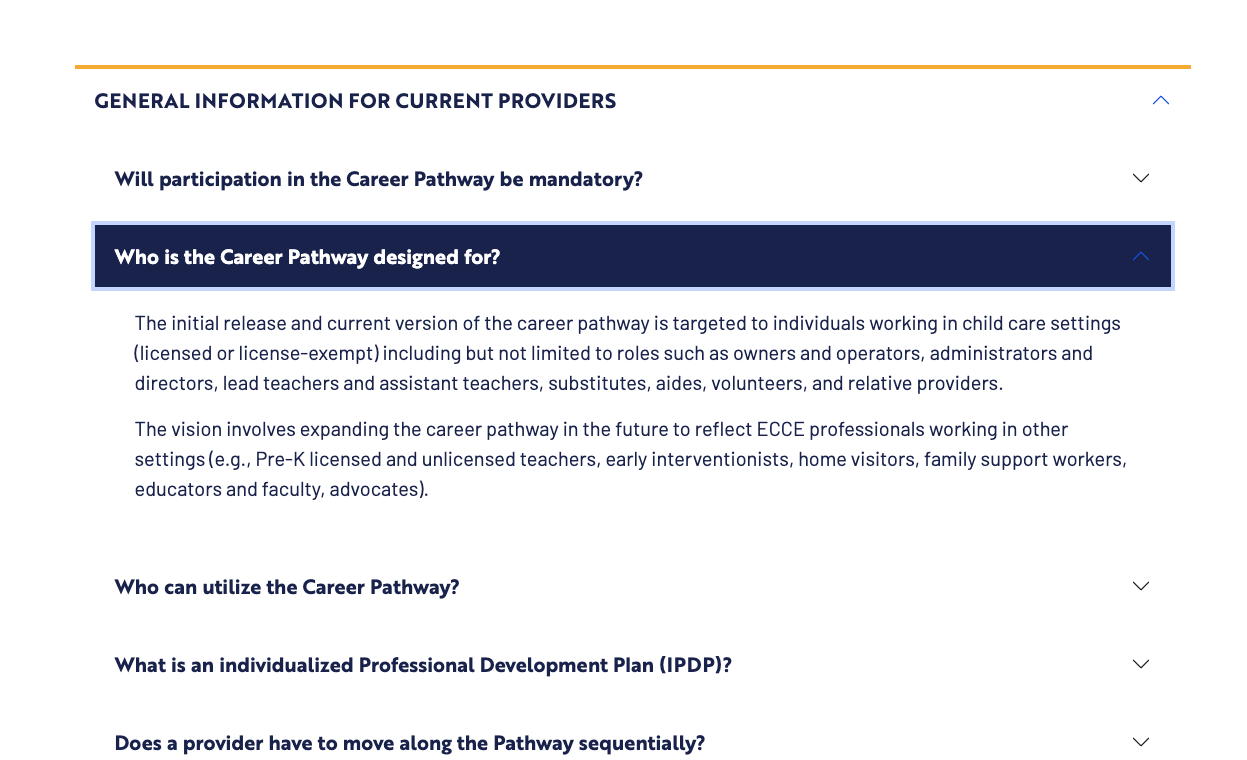 GENERAL INFORMATION FOR CURRENT PROVIDERS
Will participation in the Career Pathway be mandatory?
Who is the Career Pathway designed for?
The initial release and current version of the career pathway is targeted to individuals working in child care settings
(licensed or license-exempt) including but not limited to roles such as owners and operators, administrators and
directors, lead teachers and assistant teachers, substitutes, aides, volunteers, and relative providers.
The vision involves expanding the career pathway in the future to reflect ECCE professionals working in other
settings (e.g., Pre-K licensed and unlicensed teachers, early interventionists, home visitors, family support workers,
educators and faculty, advocates).
Who can utilize the Career Pathway?
What is an individualized Professional Development Plan (IPDP)?
Does a provider have to move along the Pathway sequentially?